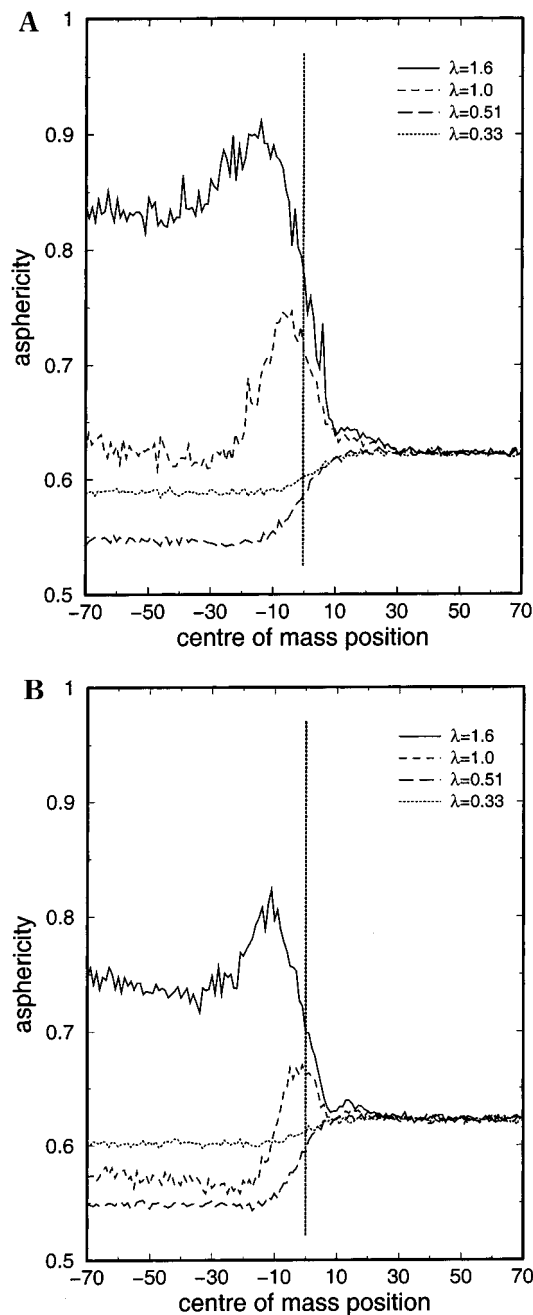 A
1
0.9
0.8
0.7
0.6
0.5
asphericity
λ=1.6
λ=1.0
λ=0.51
λ=0.33
−70 −50 −30 −10 10 30 50 70
centre of mass position
B
1
0.9
0.8
0.7
0.6
0.5
asphericity
λ=1.6
λ=1.0
λ=0.51
λ=0.33
−70 −50 −30 −10 10 30 50 70
centre of mass position